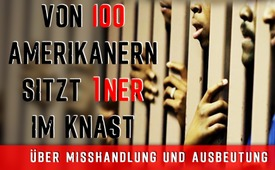 VON 100
AMERIKANERN
SITZT 1NER
IM KNAST
ÜBER MISSHANDLUNG UND AUSBEUTUNG